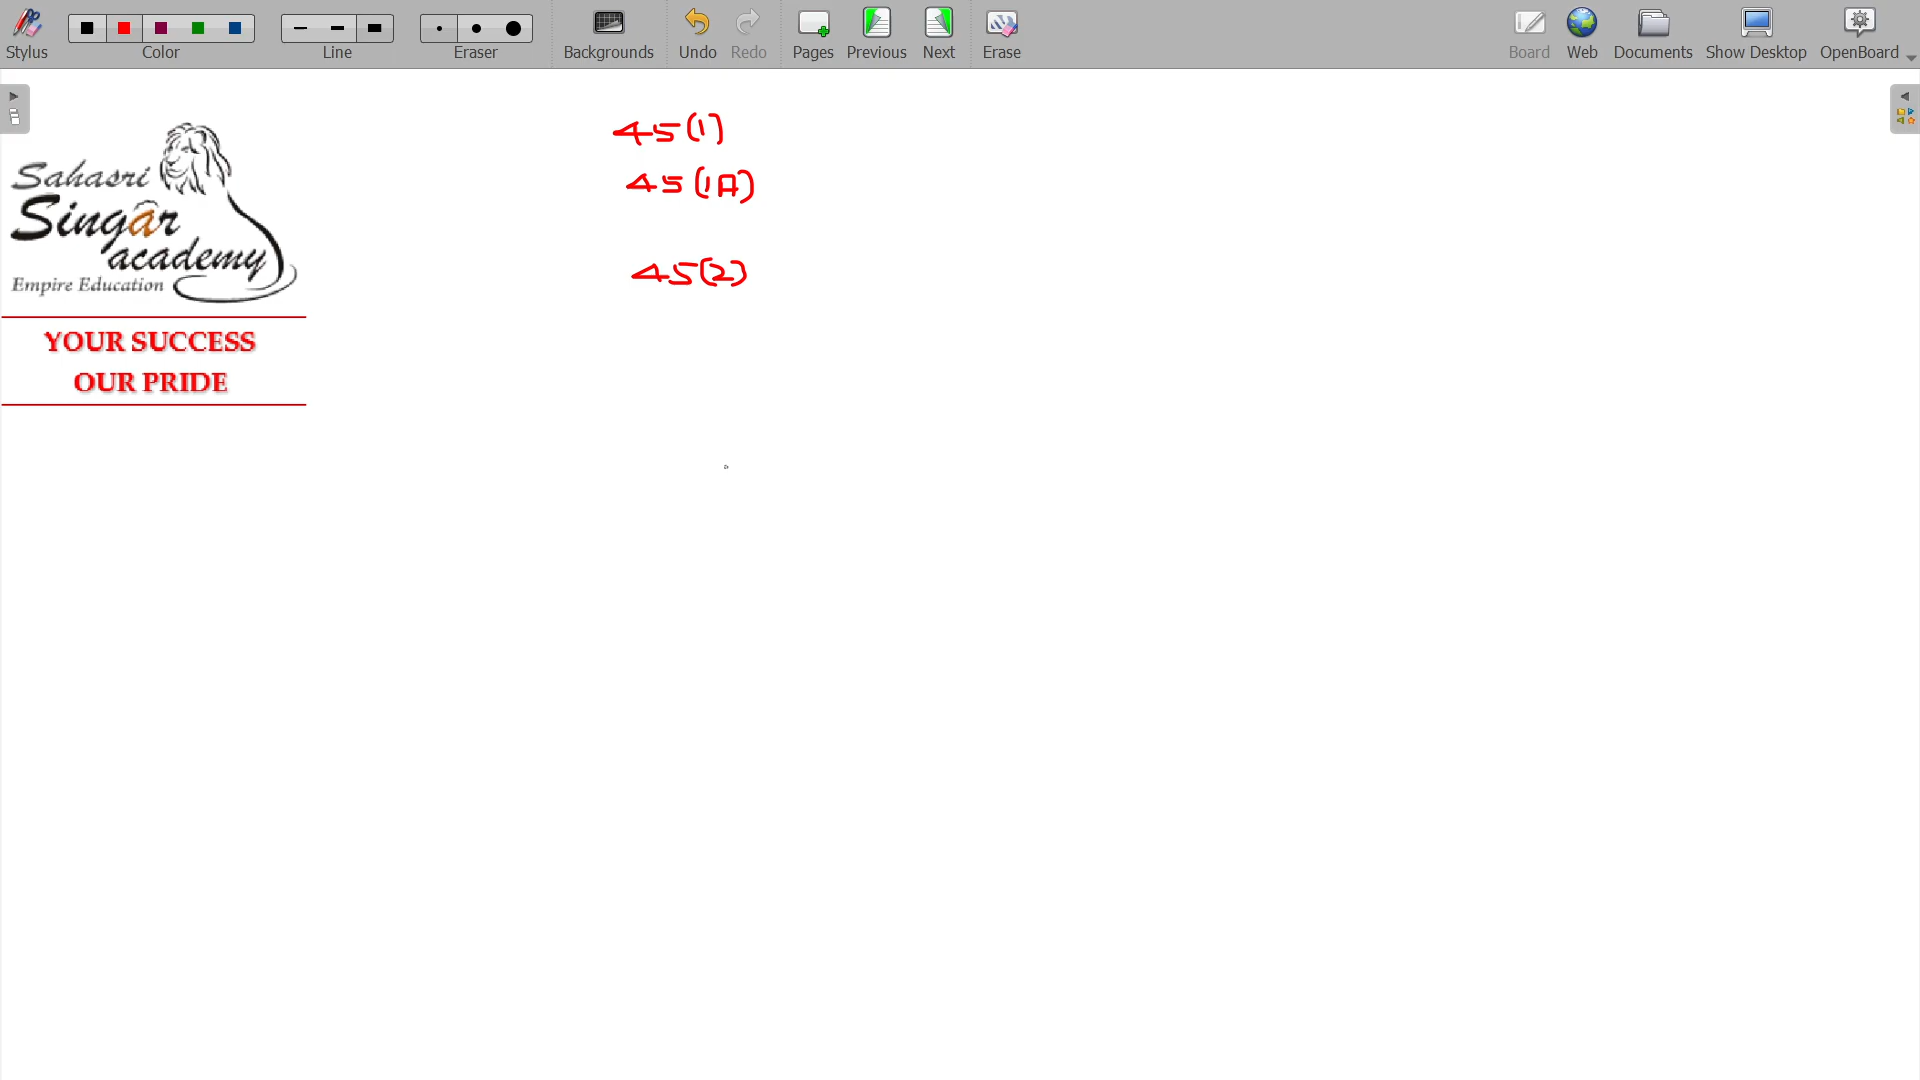 Stylus
Color
Line
Eraser
Backgrounds
Undo
Redo
Pages
Previous
Next
Erase
Board
Web
Documents
Show Desktop
OpenBoard
Sahasri
Singar
academy
Empire Education
YOUR SUCCESS
OUR PRIDE
45(1)
45(1A)
45(2)